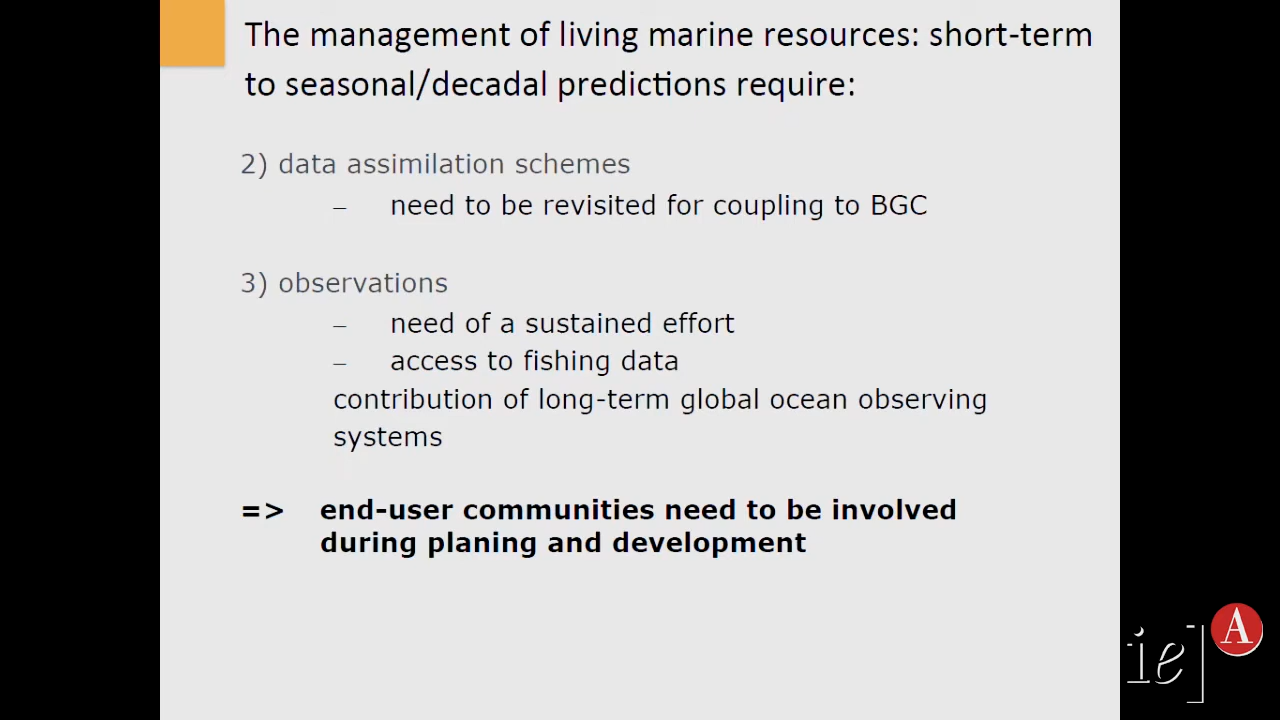 The management of living marine resources: short-term
to seasonal/decadal predictions require:
2) data assimilation schemes
– need to be revisited for coupling to BGC
3) observations
– need of a sustained effort
– access to fishing data
contribution of long-term global ocean observing
systems
=> end-user communities need to be involved
during planing and development
ie]
A